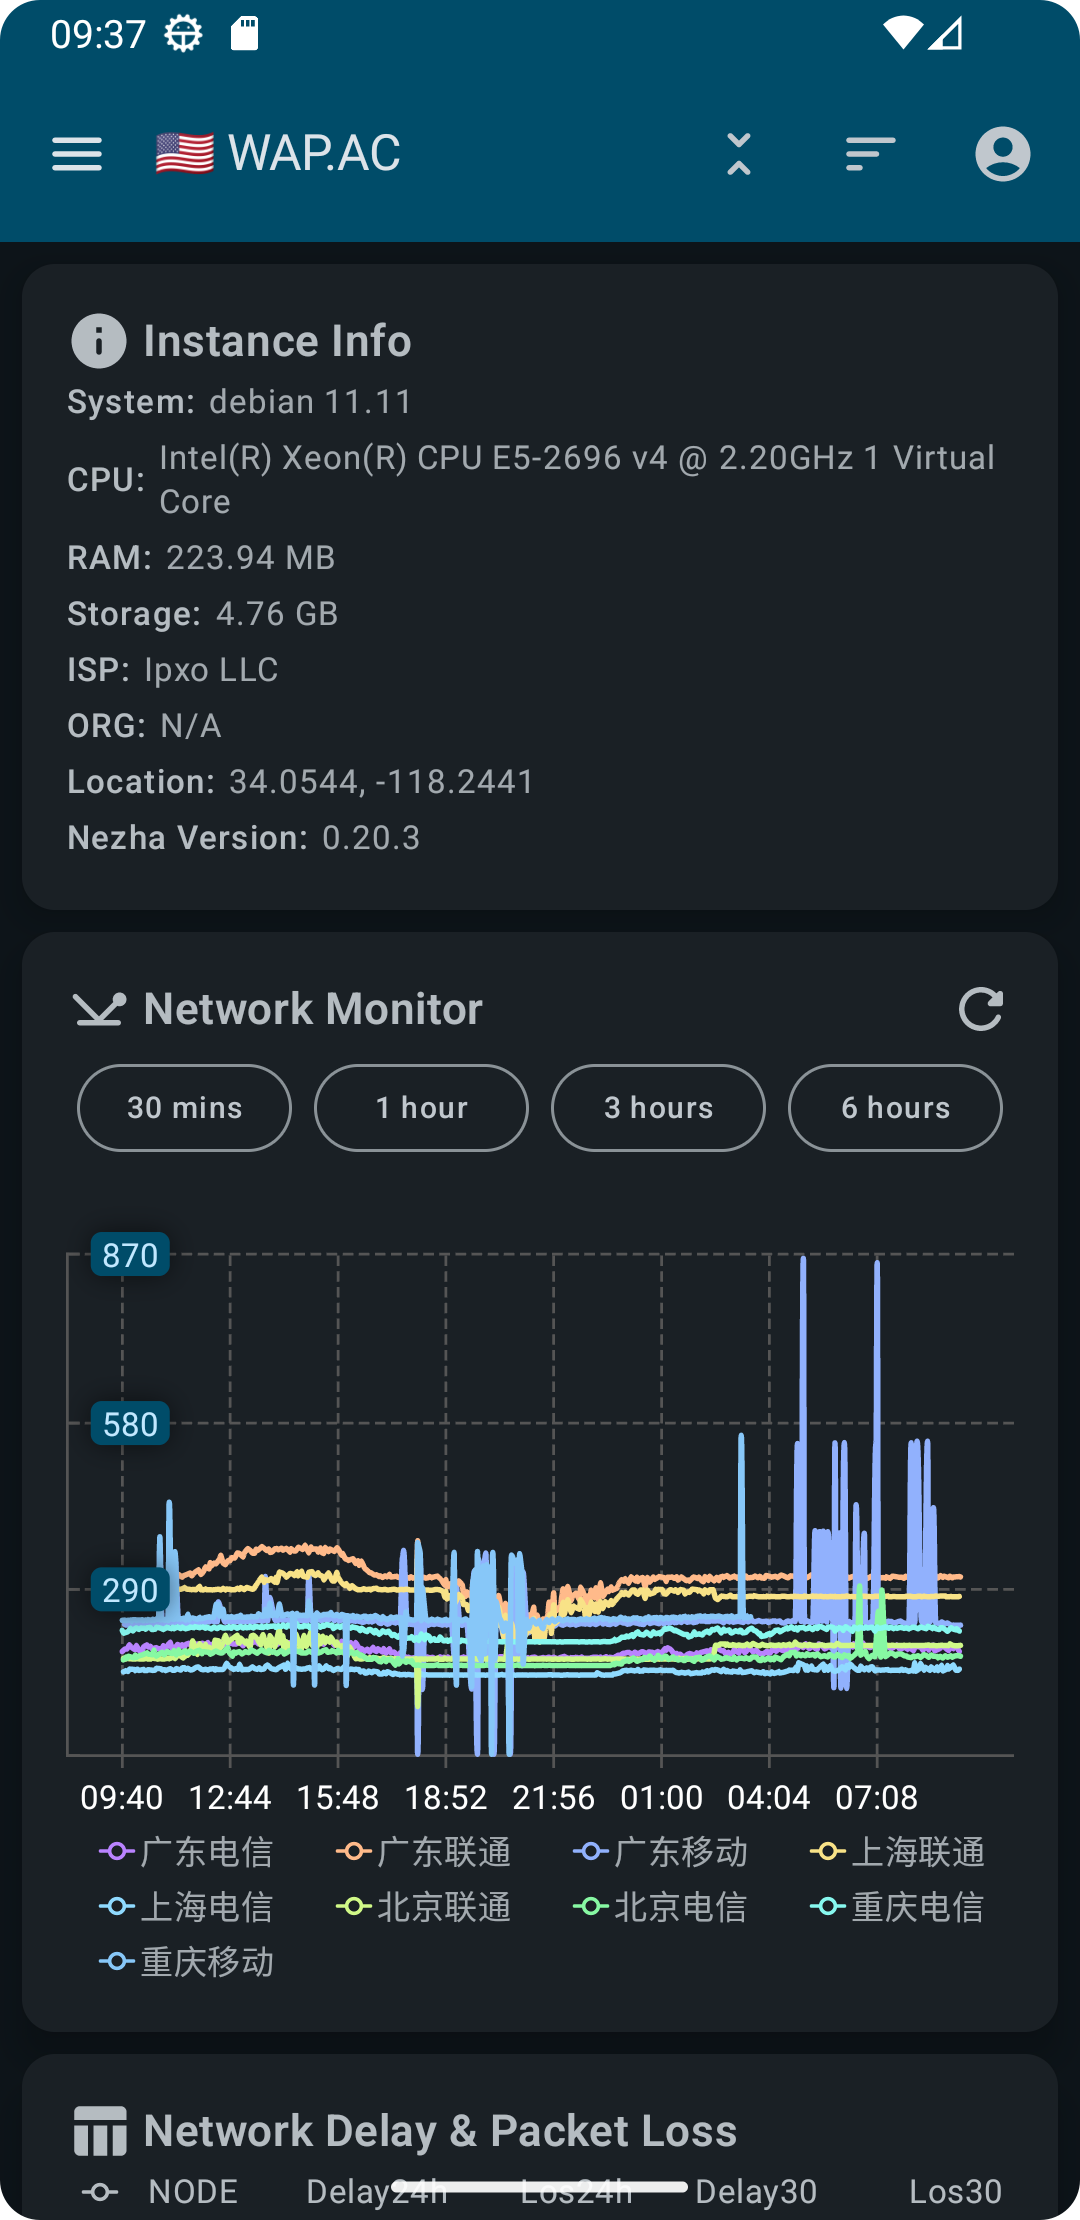 09:37
🇺🇸 WAP.AC
Instance Info
System: debian 11.11
CPU: Intel(R) Xeon(R) CPU E5-2696 v4 @ 2.20GHz 1 Virtual
Core
RAM: 223.94 MB
Storage: 4.76 GB
ISP: Ipxo LLC
ORG: N/A
Location: 34.0544, -118.2441
Nezha Version: 0.20.3
Network Monitor
30 mins 1 hour 3 hours 6 hours
870
580
290
09:40 12:44 15:48 18:52 21:56 01:00 04:04 07:08
广东电信 广东联通 广东移动 上海联通
上海电信 北京联通 北京电信 重庆电信
重庆移动
Network Delay & Packet Loss
NODE Delay24h Los24h Delay30 Los30